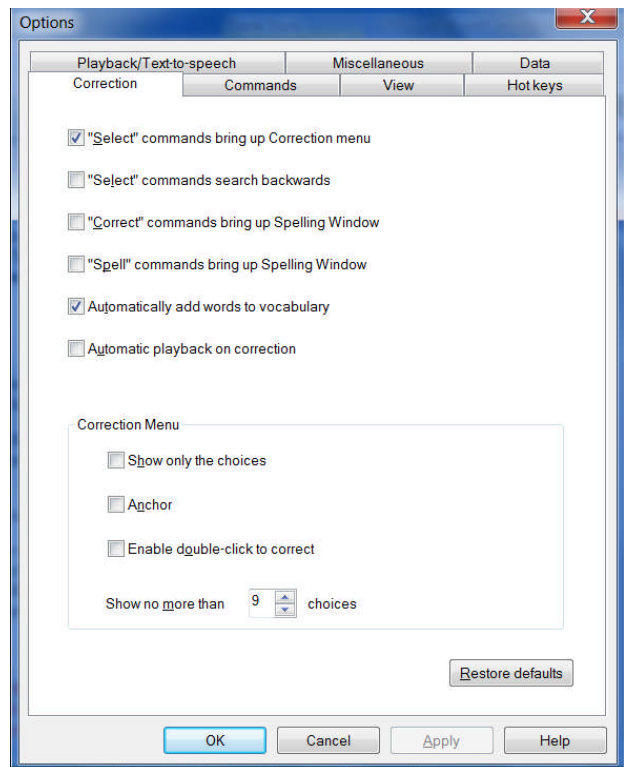 Options
Playback/Text-to-speech Miscellaneous Data
Correction Commands View Hot keys
"Select" commands bring up Correction menu
"Select" commands search backwards
"Correct" commands bring up Spelling Window
"Spell" commands bring up Spelling Window
Automatically add words to vocabulary
Automatic playback on correction
Correction Menu
Show only the choices
Anchor
Enable double-click to correct
Show no more than 9 choices
Restore defaults
OK Cancel Apply Help